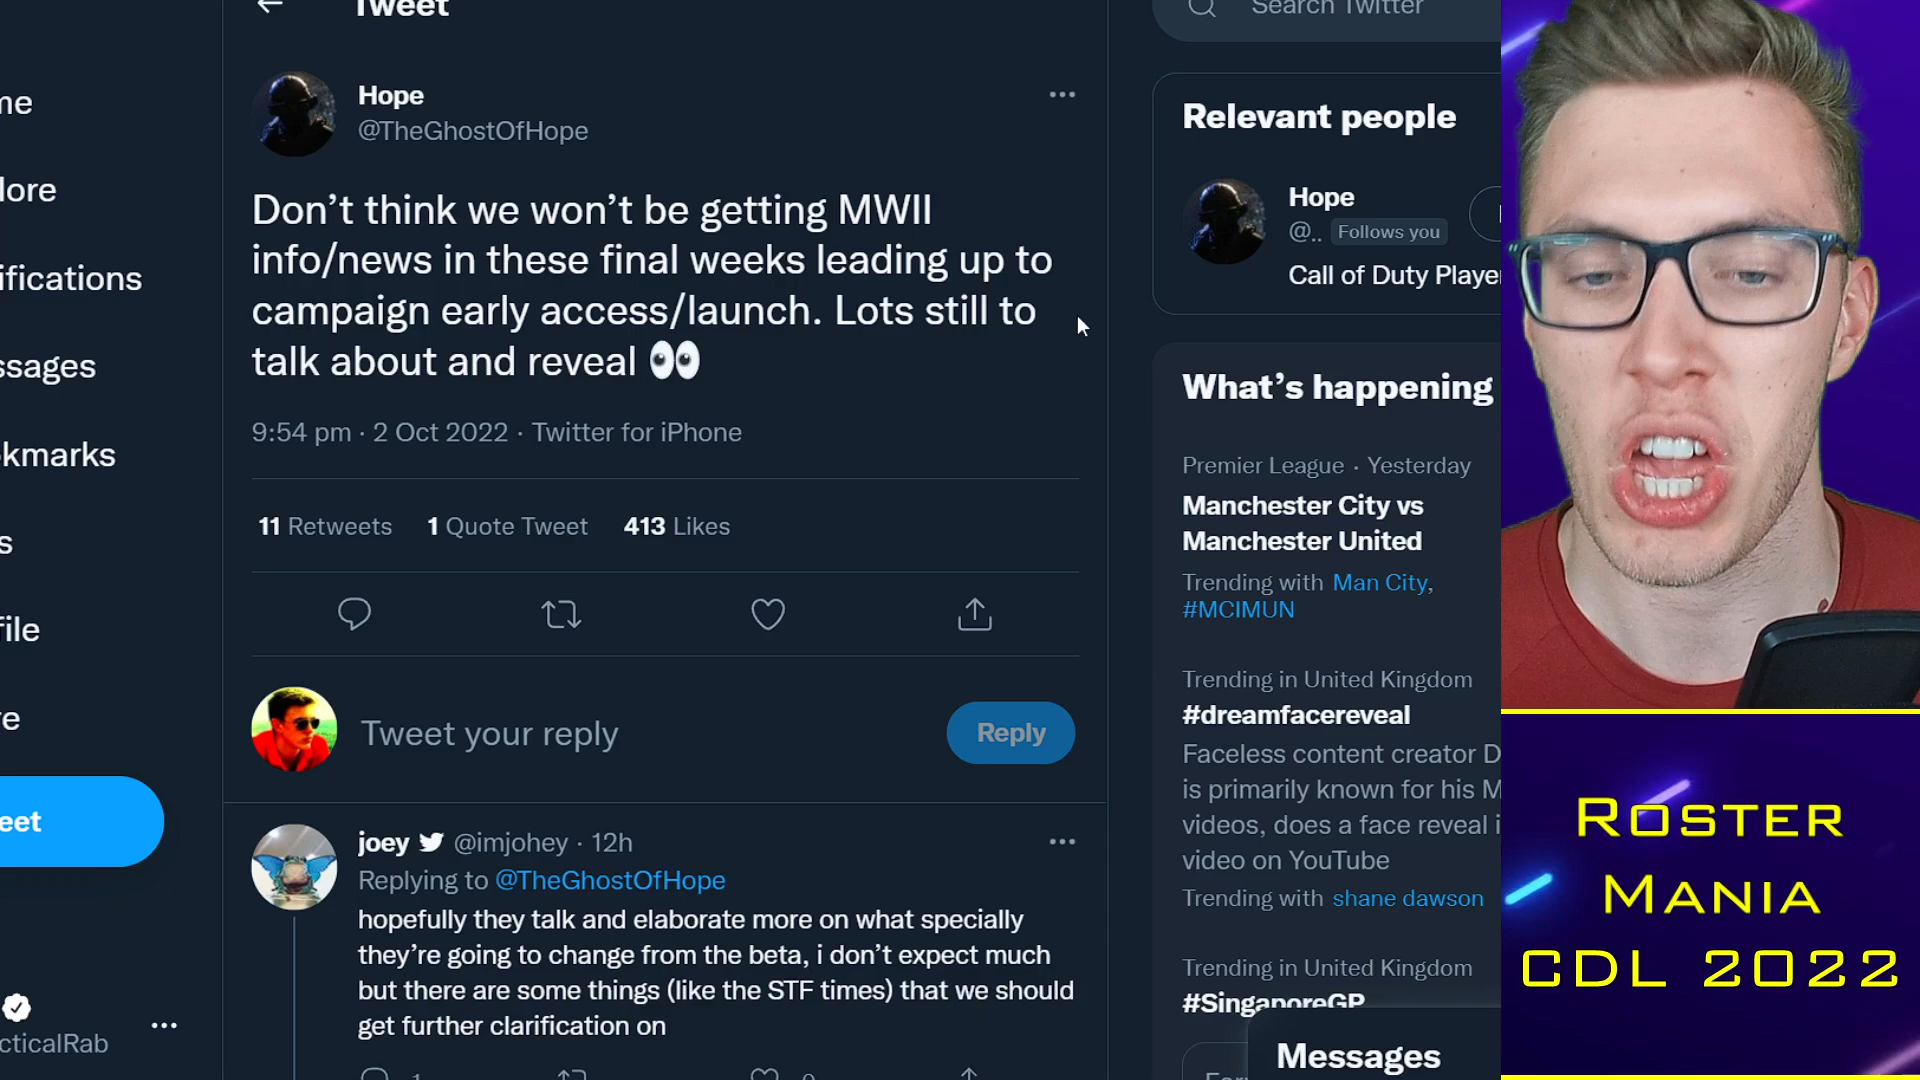 Tweet
Search Twitter
Hope
@TheGhostOfHope
Don't think we won't be getting MWII
info/news in these final weeks leading up to
campaign early access/launch. Lots still to
talk about and reveal 👀
9:54 pm · 2 Oct 2022 · Twitter for iPhone
11 Retweets 1 Quote Tweet 413 Likes
Tweet your reply
Reply
joey @imjohey · 12h
Replying to @TheGhostOfHope
hopefully they talk and elaborate more on what specially
they're going to change from the beta, i don't expect much
but there are some things (like the STF times) that we should
get further clarification on
1
me
lore
ifications
ssages
kmarks
s
file
re
eet
cticalRab
Relevant people
Hope
@.. Follows you
Call of Duty Player
What's happening
Premier League · Yesterday
Manchester City vs
Manchester United
Trending with Man City,
#MCIMUN
Trending in United Kingdom
#dreamfacereveal
Faceless content creator D
is primarily known for his M
videos, does a face reveal i
video on YouTube
Trending with shane dawson
Trending in United Kingdom
#SingaporeGP
Messages
Roster
Mania
CDL 2022